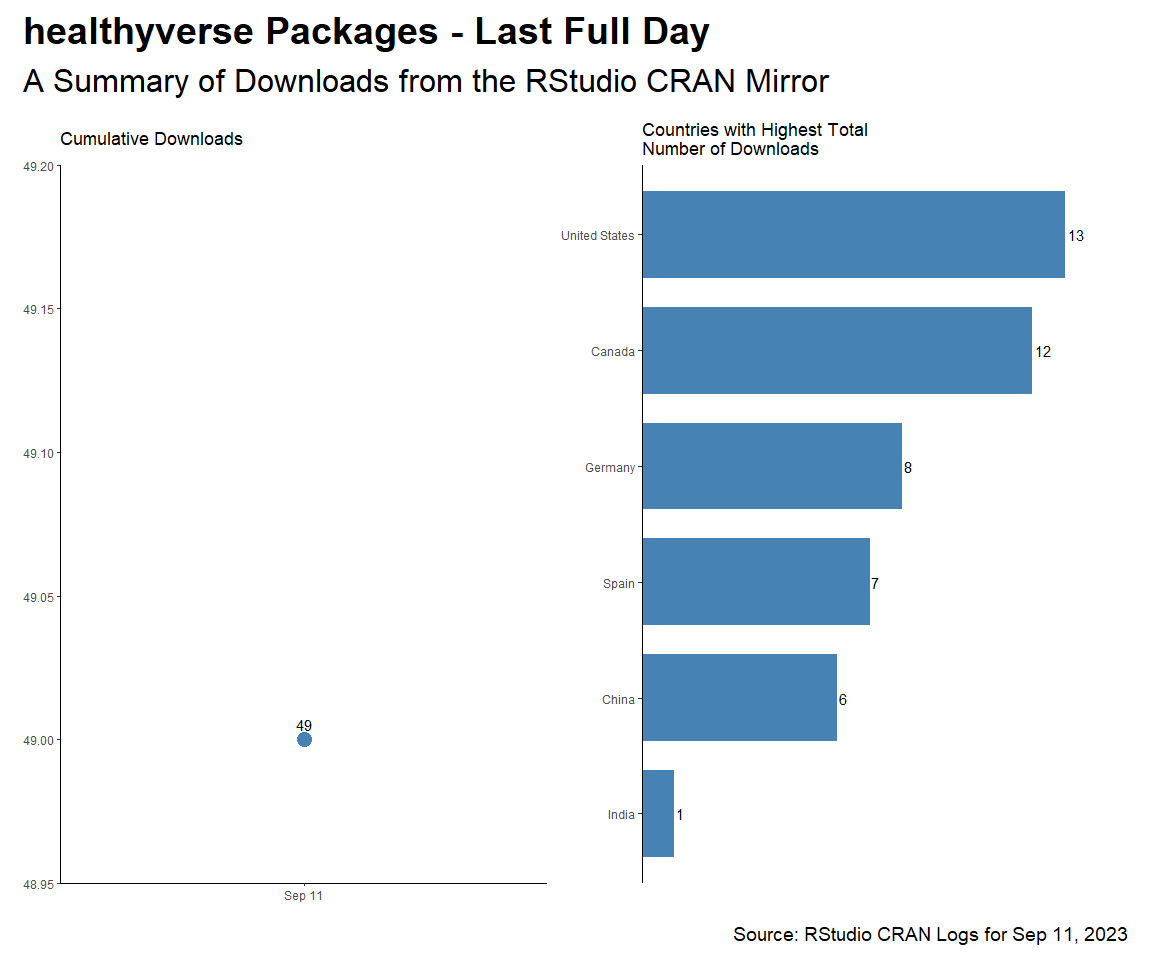 healthyverse Packages - Last Full Day
A Summary of Downloads from the RStudio CRAN Mirror
Cumulative Downloads
49.20
49.15
49.10
49.05
49.00
48.95
49
Sep 11
Countries with Highest Total
Number of Downloads
United States 13
Canada 12
Germany 8
Spain 7
China 6
India 1
Source: RStudio CRAN Logs for Sep 11, 2023